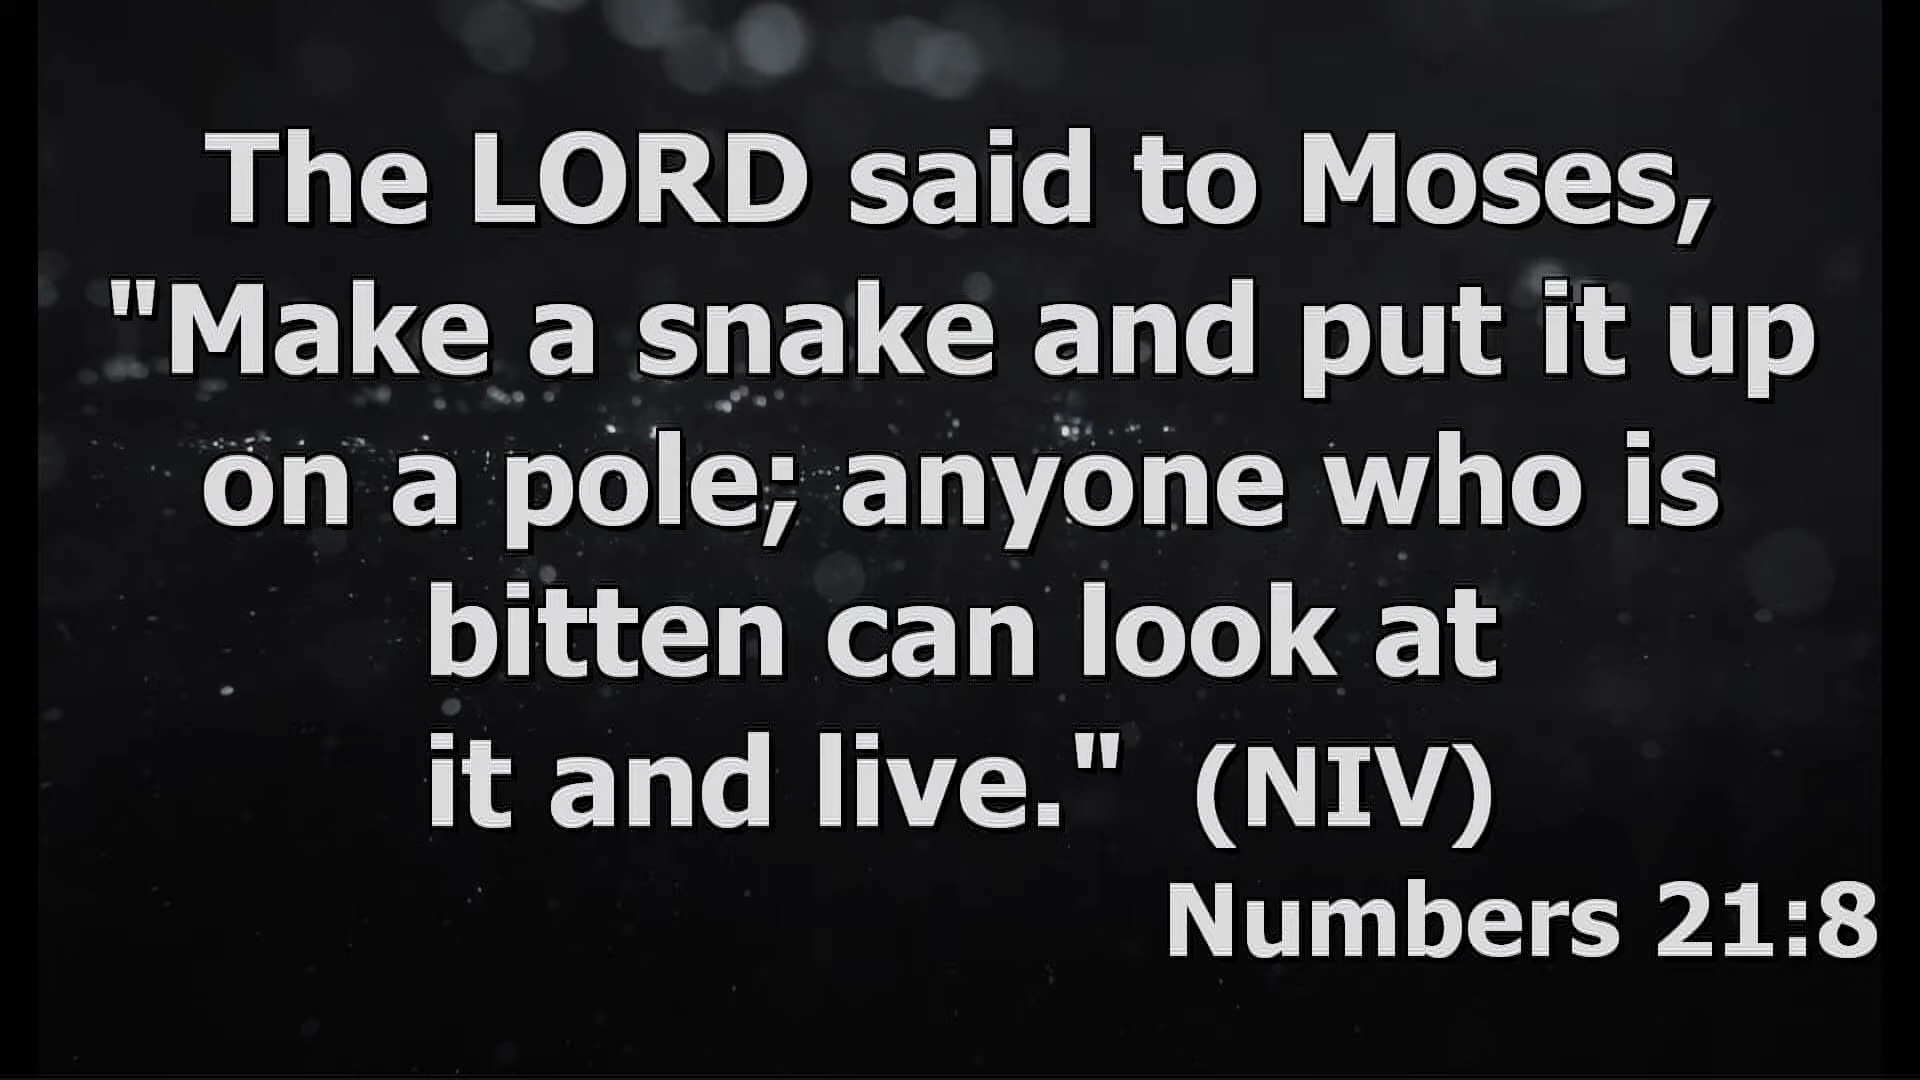 The LORD said to Moses,
"Make a snake and put it up
on a pole; anyone who is
bitten can look at
it and live."  (NIV)
Numbers 21:8